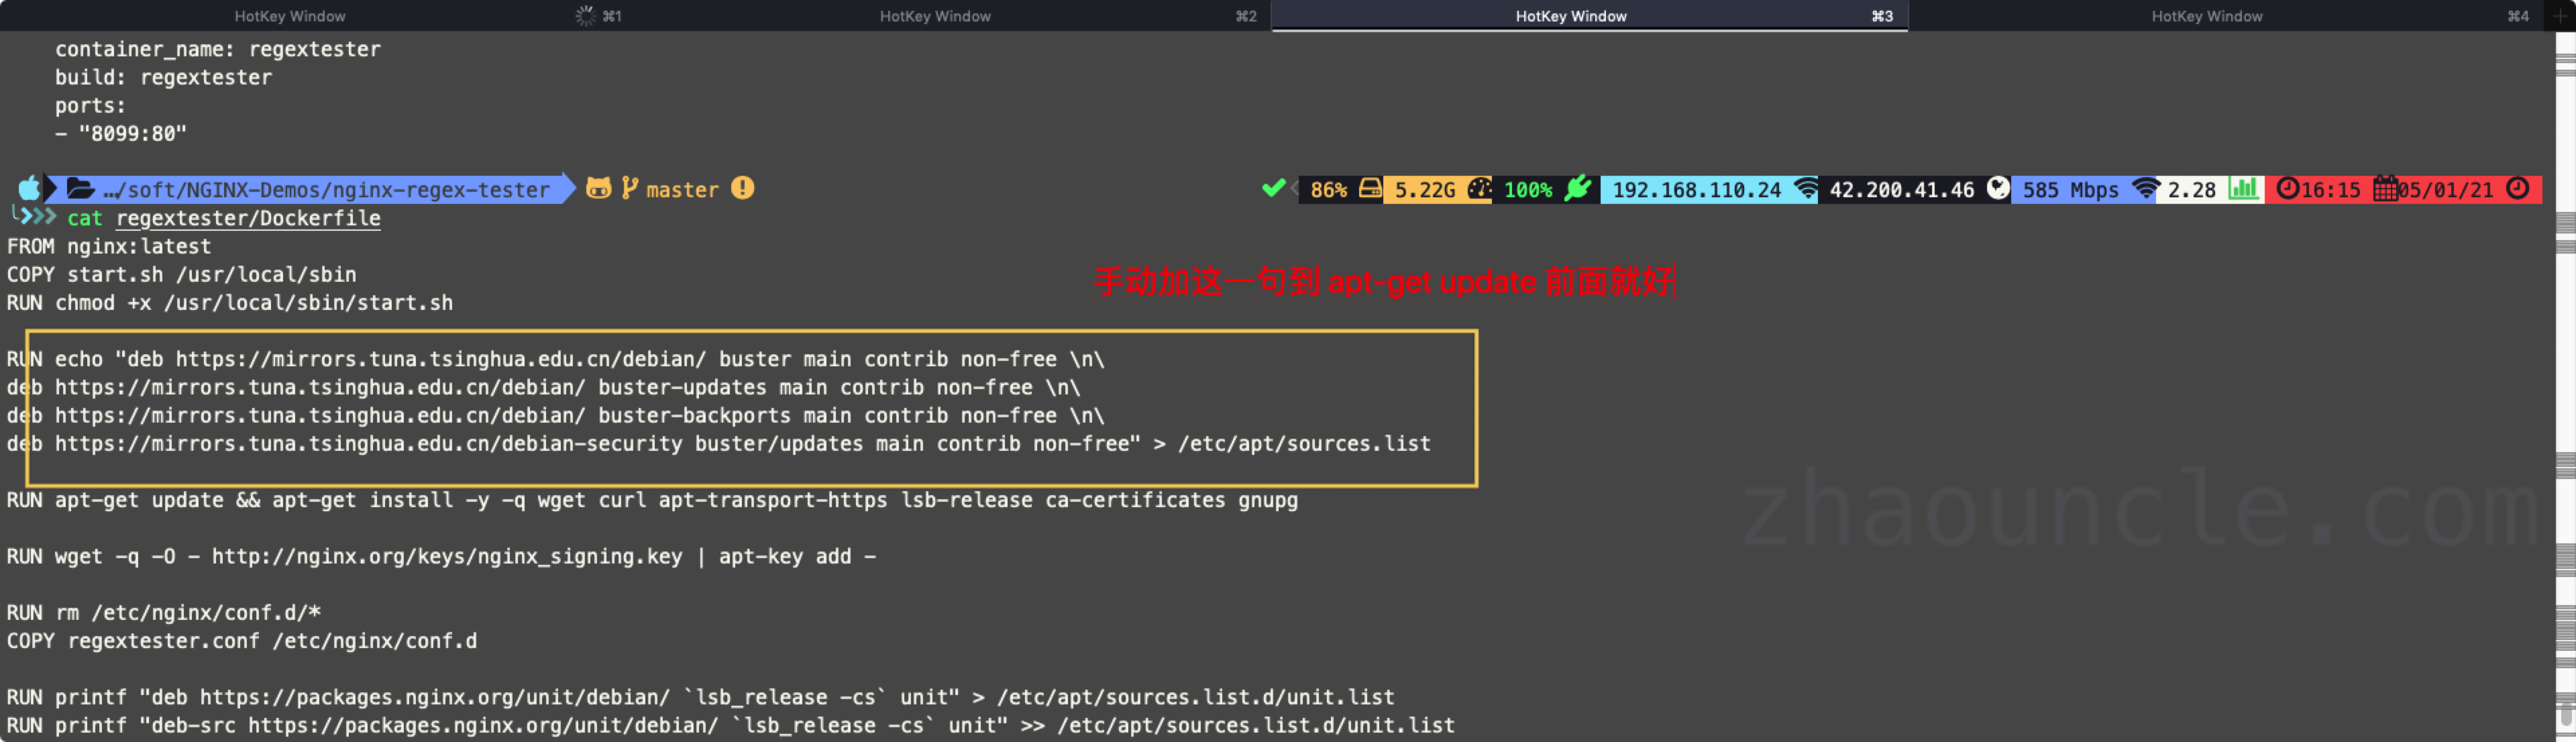 HotKey Window ⌘1 HotKey Window ⌘2 HotKey Window ⌘3 HotKey Window ⌘4
container_name: regextester
build: regextester
ports:
- "8099:80"
…/soft/NGINX-Demos/nginx-regex-tester master 86% 5.22G 100% 192.168.110.24 42.200.41.46 585 Mbps 2.28 16:15 05/01/21
cat regextester/Dockerfile
FROM nginx:latest
COPY start.sh /usr/local/sbin
手动加这一句到 apt-get update 前面就好
RUN chmod +x /usr/local/sbin/start.sh
RUN echo "deb https://mirrors.tuna.tsinghua.edu.cn/debian/ buster main contrib non-free \n\
deb https://mirrors.tuna.tsinghua.edu.cn/debian/ buster-updates main contrib non-free \n\
deb https://mirrors.tuna.tsinghua.edu.cn/debian/ buster-backports main contrib non-free \n\
deb https://mirrors.tuna.tsinghua.edu.cn/debian-security buster/updates main contrib non-free" > /etc/apt/sources.list
RUN apt-get update && apt-get install -y -q wget curl apt-transport-https lsb-release ca-certificates gnupg
zhaouncle.com
RUN wget -q -O - http://nginx.org/keys/nginx_signing.key | apt-key add -
RUN rm /etc/nginx/conf.d/*
COPY regextester.conf /etc/nginx/conf.d
RUN printf "deb https://packages.nginx.org/unit/debian/ `lsb_release -cs` unit" > /etc/apt/sources.list.d/unit.list
RUN printf "deb-src https://packages.nginx.org/unit/debian/ `lsb_release -cs` unit" >> /etc/apt/sources.list.d/unit.list